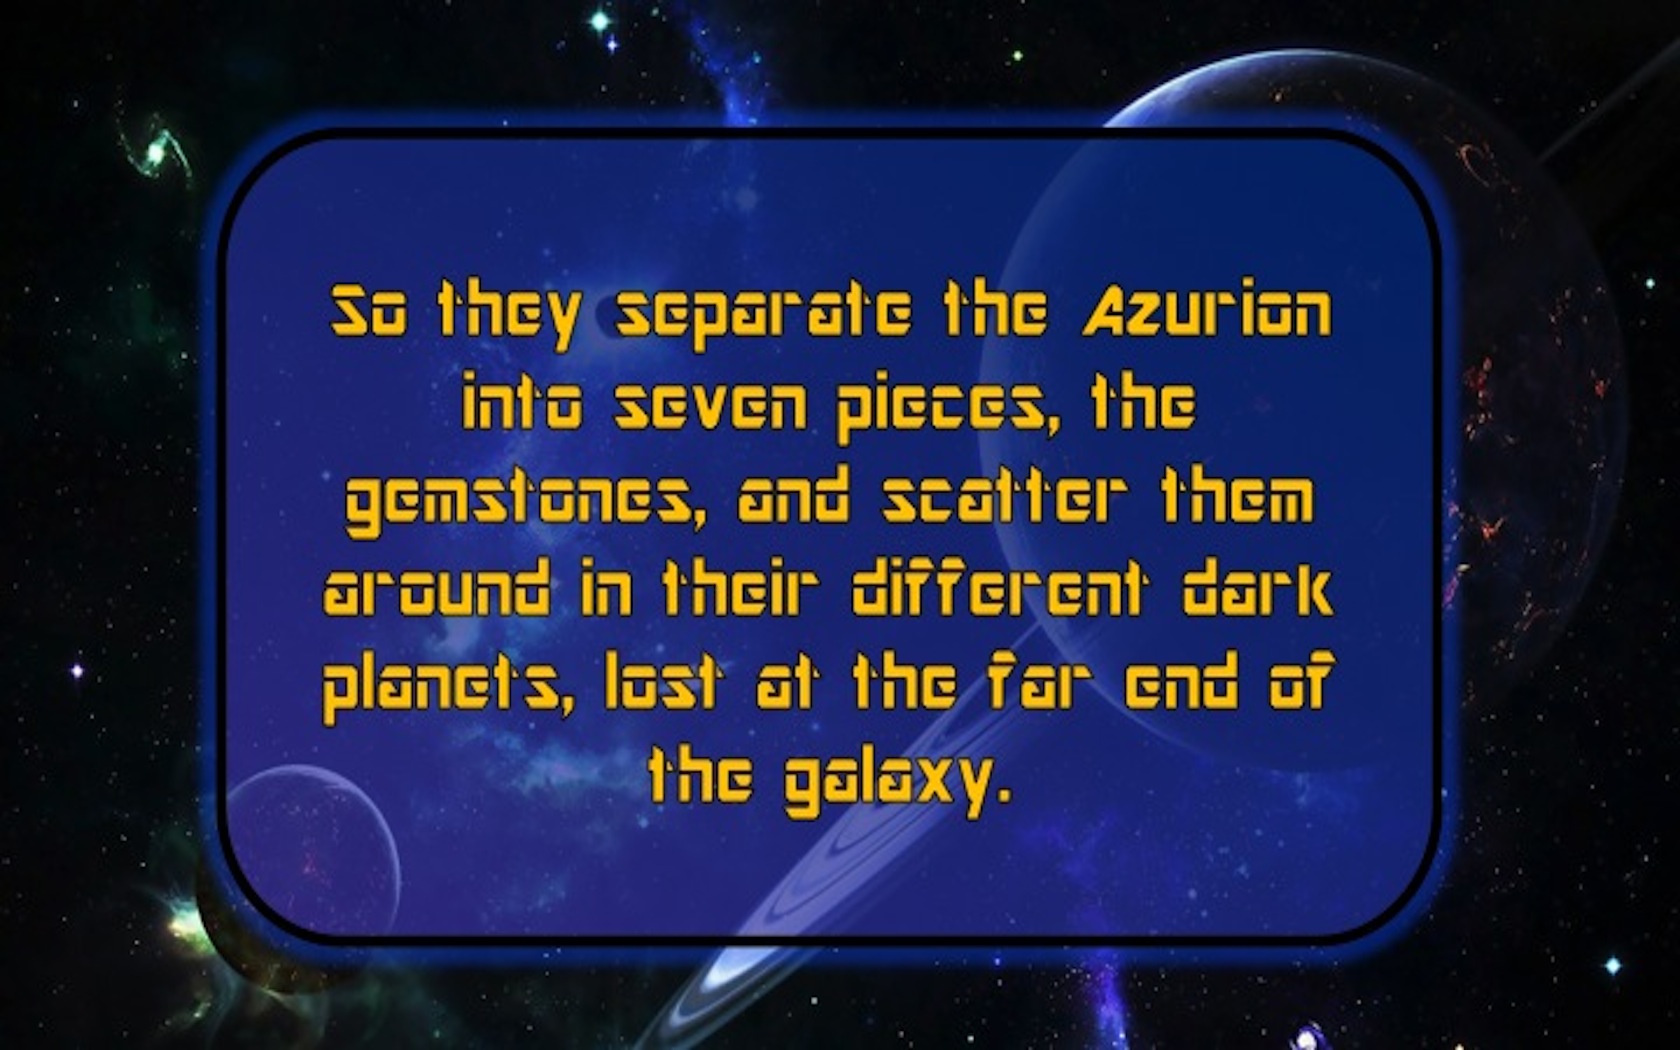 So they separate the Azurion
into seven pieces, the
gemstones, and scatter them
around in their different dark
planets, lost at the far end of
the galaxy.